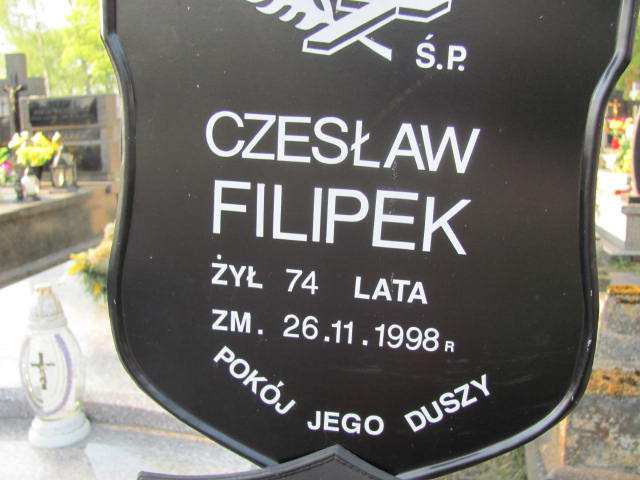 Ś.P.
CZESŁAW
FILIPEK
ŻYŁ 74 LATA
ZM. 26.11.1998 R
POKÓJ JEGO DUSZY